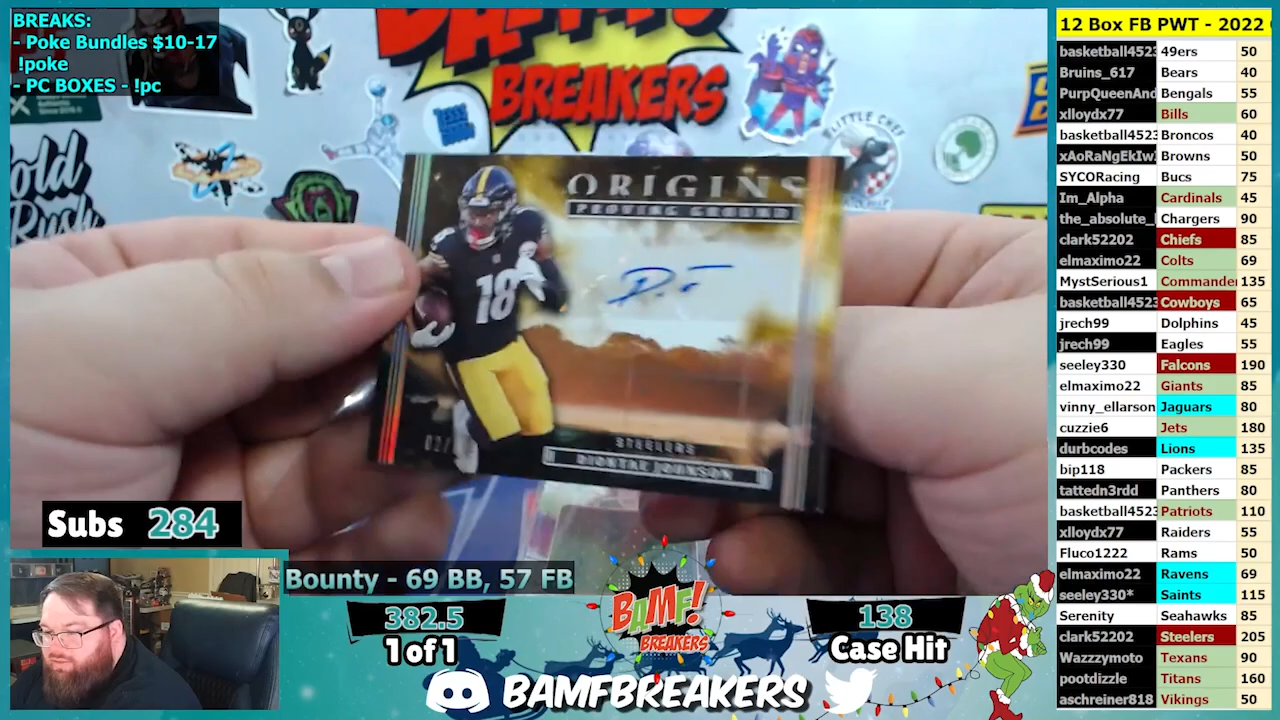 BREAKS:
- Poke Bundles $10-17
!poke
- PC BOXES - !pc
BREAKERS
old
Rush
LITTLE CHEF
ORIGINS
PROVING GROUND
18
STEELERS
DIONTAE JOHNSON
Subs 284
Bounty - 69 BB, 57 FB
382.5
1 of 1
BAMF!
BREAKERS
138
Case Hit
BAMFBREAKERS
12 Box FB PWT - 2022
basketball4523 49ers 50
Bruins_617 Bears 40
PurpQueenAnd Bengals 55
xlloydx77 Bills 60
basketball4523 Broncos 40
xAoRaNgEkIw Browns 50
SYCORacing Bucs 75
Im_Alpha Cardinals 45
the_absolute_ Chargers 90
clark52202 Chiefs 85
elmaximo22 Colts 69
MystSerious1 Commander 135
basketball4523 Cowboys 65
jrech99 Dolphins 45
jrech99 Eagles 55
seeley330 Falcons 190
elmaximo22 Giants 85
vinny_ellarson Jaguars 80
cuzzie6 Jets 180
durbcodes Lions 135
bip118 Packers 85
tattedn3rdd Panthers 80
basketball4523 Patriots 110
xlloydx77 Raiders 55
Fluco1222 Rams 50
elmaximo22 Ravens 69
seeley330* Saints 115
Serenity Seahawks 85
clark52202 Steelers 205
Wazzzymoto Texans 90
pootdizzle Titans 160
aschreiner818 Vikings 50